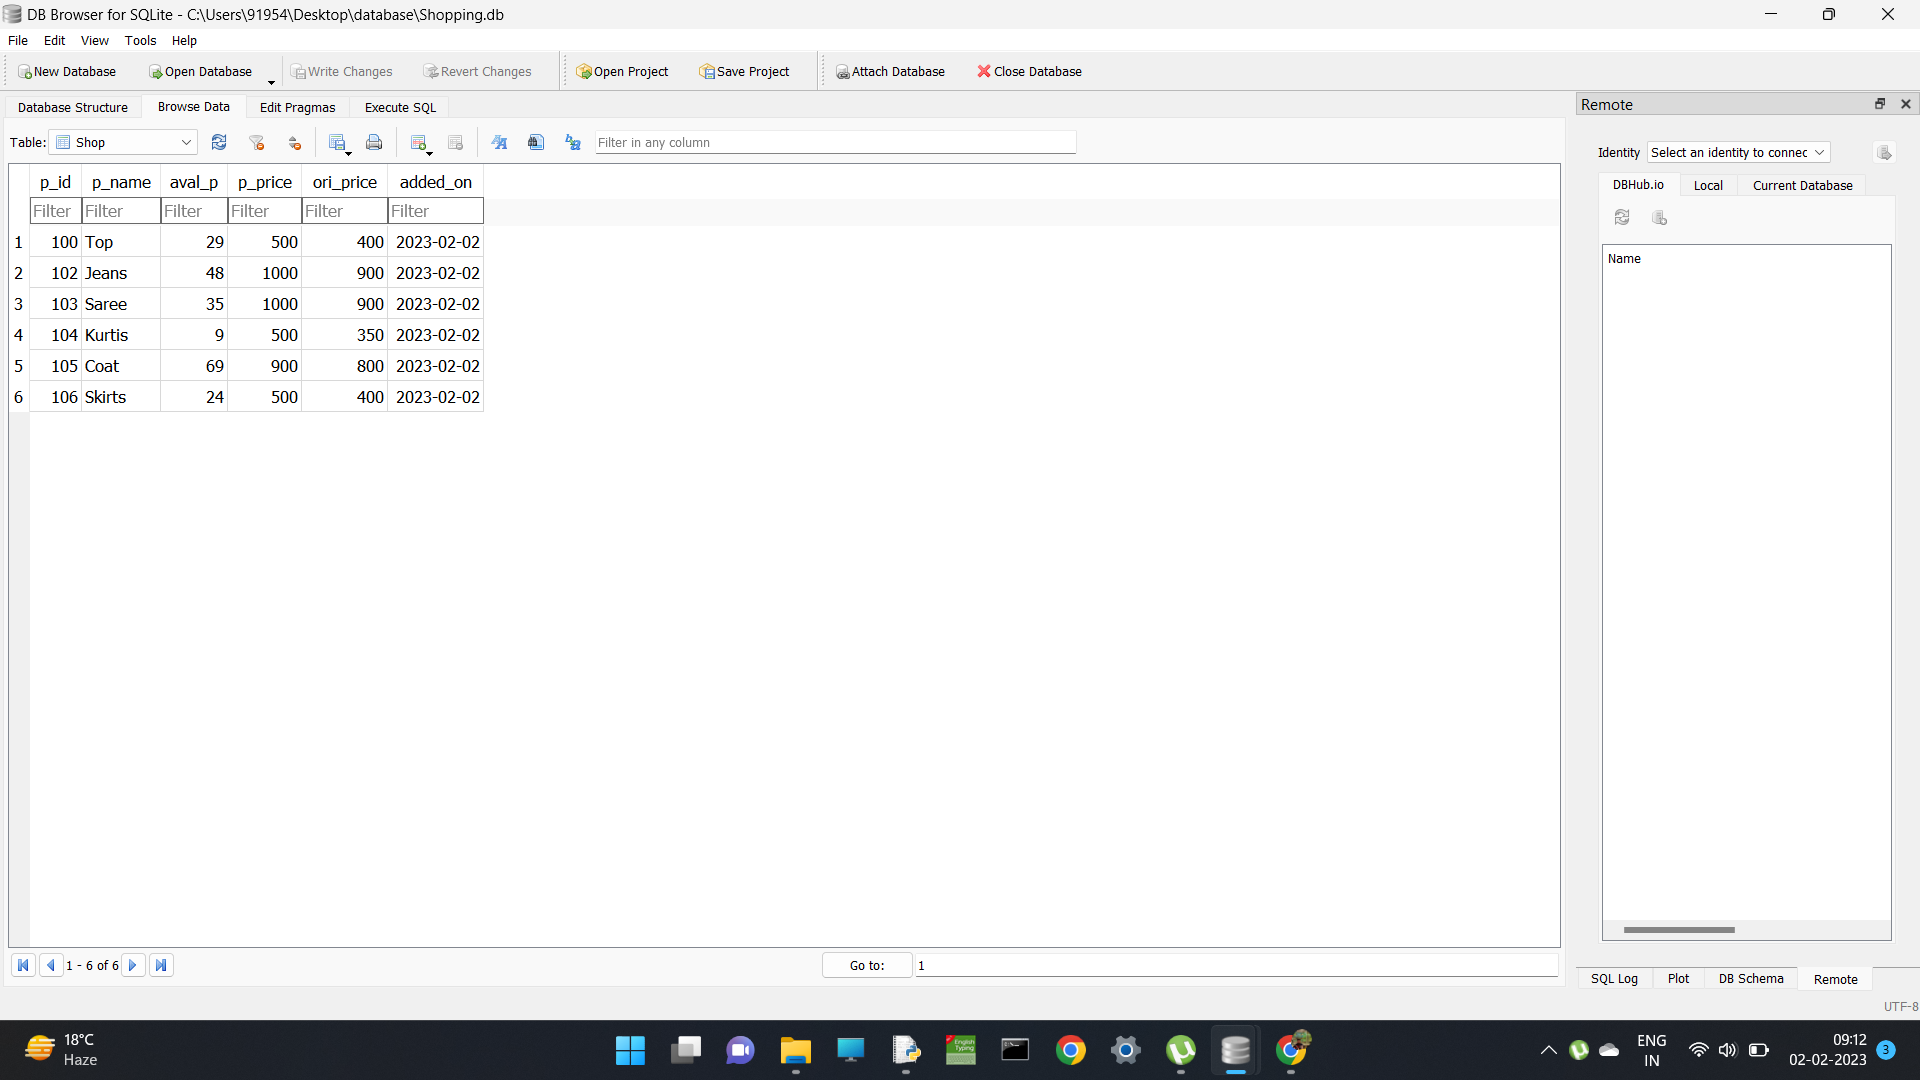 DB Browser for SQLite - C:\Users\91954\Desktop\database\Shopping.db
File Edit View Tools Help
New Database Open Database Write Changes Revert Changes Open Project Save Project Attach Database Close Database
Database Structure Browse Data Edit Pragmas Execute SQL
Table: Shop Filter in any column
p_id p_name aval_p p_price ori_price added_on
Filter Filter Filter Filter Filter Filter
1 100 Top 29 500 400 2023-02-02
2 102 Jeans 48 1000 900 2023-02-02
3 103 Saree 35 1000 900 2023-02-02
4 104 Kurtis 9 500 350 2023-02-02
5 105 Coat 69 900 800 2023-02-02
6 106 Skirts 24 500 400 2023-02-02
1 - 6 of 6 Go to: 1
Remote
Identity Select an identity to connec
DBHub.io Local Current Database
Name
SQL Log Plot DB Schema Remote
UTF-8
18°C
Haze
English
Typing
ENG
IN
09:12
02-02-2023
3